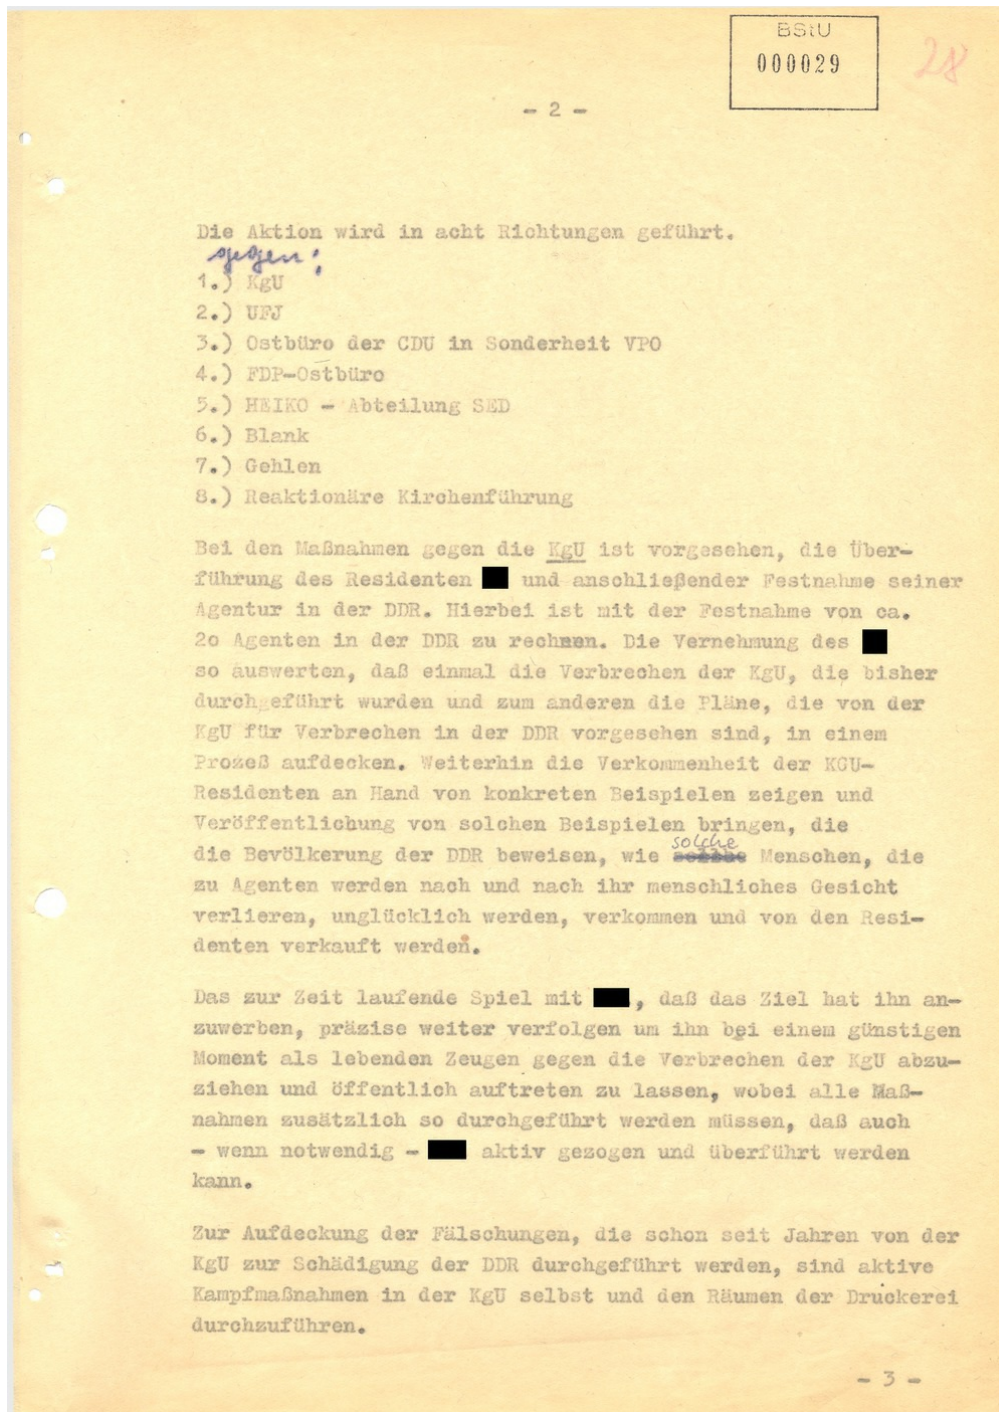 BStU
000029
28
- 2 -
Die Aktion wird in acht Richtungen geführt.
gegen:
1.) KgU
2.) UFJ
3.) Ostbüro der CDU in Sonderheit VPO
4.) FDP-Ostbüro
5.) HEIKO - Abteilung SED
6.) Blank
7.) Gehlen
8.) Reaktionäre Kirchenführung
Bei den Maßnahmen gegen die KgU ist vorgesehen, die Über-
führung des Residenten und anschließender Festnahme seiner
Agentur in der DDR. Hierbei ist mit der Festnahme von ca.
2o Agenten in der DDR zu rechnen. Die Vernehmung des
so auswerten, daß einmal die Verbrechen der KgU, die bisher
durchgeführt wurden und zum anderen die Pläne, die von der
KgU für Verbrechen in der DDR vorgesehen sind, in einem
Prozeß aufdecken. Weiterhin die Verkommenheit der KGU-
Residenten an Hand von konkreten Beispielen zeigen und
Veröffentlichung von solchen Beispielen bringen, die
die Bevölkerung der DDR beweisen, wie solche Menschen, die
zu Agenten werden nach und nach ihr menschliches Gesicht
verlieren, unglücklich werden, verkommen und von den Resi-
denten verkauft werden.
Das zur Zeit laufende Spiel mit , daß das Ziel hat ihn an-
zuwerben, präzise weiter verfolgen um ihn bei einem günstigen
Moment als lebenden Zeugen gegen die Verbrechen der KgU abzu-
ziehen und öffentlich auftreten zu lassen, wobei alle Maß-
nahmen zusätzlich so durchgeführt werden müssen, daß auch
- wenn notwendig - aktiv gezogen und überführt werden
kann.
Zur Aufdeckung der Fälschungen, die schon seit Jahren von der
KgU zur Schädigung der DDR durchgeführt werden, sind aktive
Kampfmaßnahmen in der KgU selbst und den Räumen der Druckerei
durchzuführen.
- 3 -